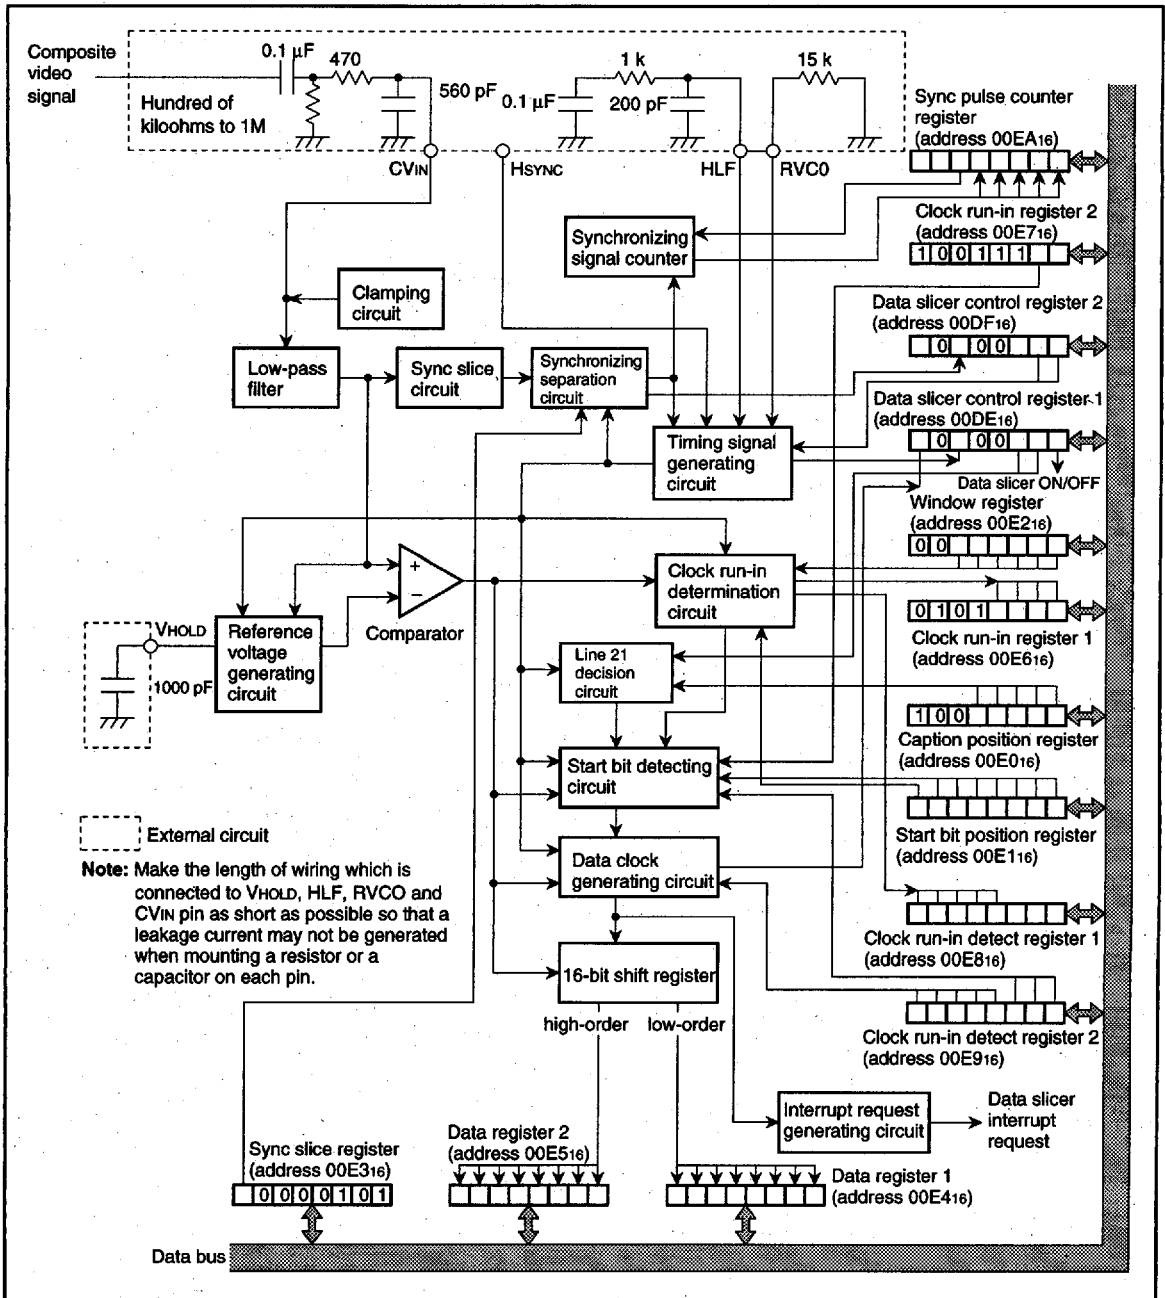 Composite
video
signal
0.1 μF
470
560 pF
Hundred of
kiloohms to 1M
1 k
0.1 μF
200 pF
15 k
CVIN
HSYNC
HLF
RVC0
Sync pulse counter
register
(address 00EA16)
Synchronizing
signal counter
Clock run-in register 2
(address 00E716)
1 0 0 1 1 1
Clamping
circuit
Data slicer control register 2
(address 00DF16)
0 0 0
Low-pass
filter
Sync slice
circuit
Synchronizing
separation
circuit
Data slicer control register 1
(address 00DE16)
0 0 0
Timing signal
generating
circuit
Data slicer ON/OFF
Window register
(address 00E216)
0 0
Comparator
+
−
Clock run-in
determination
circuit
0 1 0 1
Clock run-in register 1
(address 00E616)
VHOLD
1000 pF
Reference
voltage
generating
circuit
Line 21
decision
circuit
1 0 0
Caption position register
(address 00E016)
Start bit detecting
circuit
Start bit position register
(address 00E116)
External circuit
Note: Make the length of wiring which is
connected to VHOLD, HLF, RVCO and
CVIN pin as short as possible so that a
leakage current may not be generated
when mounting a resistor or a
capacitor on each pin.
Data clock
generating circuit
Clock run-in detect register 1
(address 00E816)
16-bit shift register
high-order
low-order
Clock run-in detect register 2
(address 00E916)
Interrupt request
generating circuit
Data slicer
interrupt
request
Sync slice register
(address 00E316)
0 0 0 0 1 0 1
Data register 2
(address 00E516)
Data register 1
(address 00E416)
Data bus